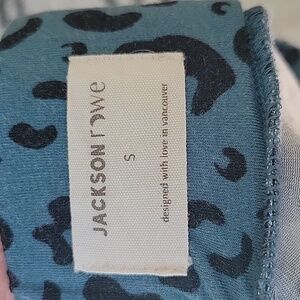 JACKSON rowe
S
designed with love in vancouver